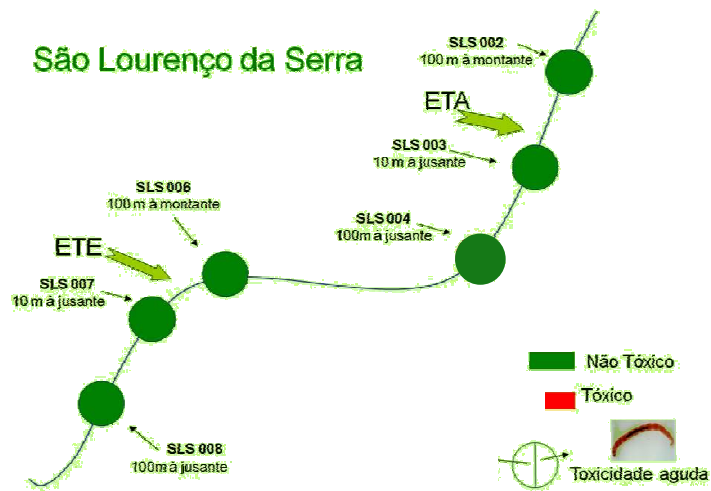 São Lourenço da Serra
SLS 002
100 m à montante
ETA
SLS 003
10 m à jusante
SLS 004
100m à jusante
SLS 006
100 m à montante
ETE
SLS 007
10 m à jusante
SLS 008
100m à jusante
Não Tóxico
Tóxico
Toxicidade aguda